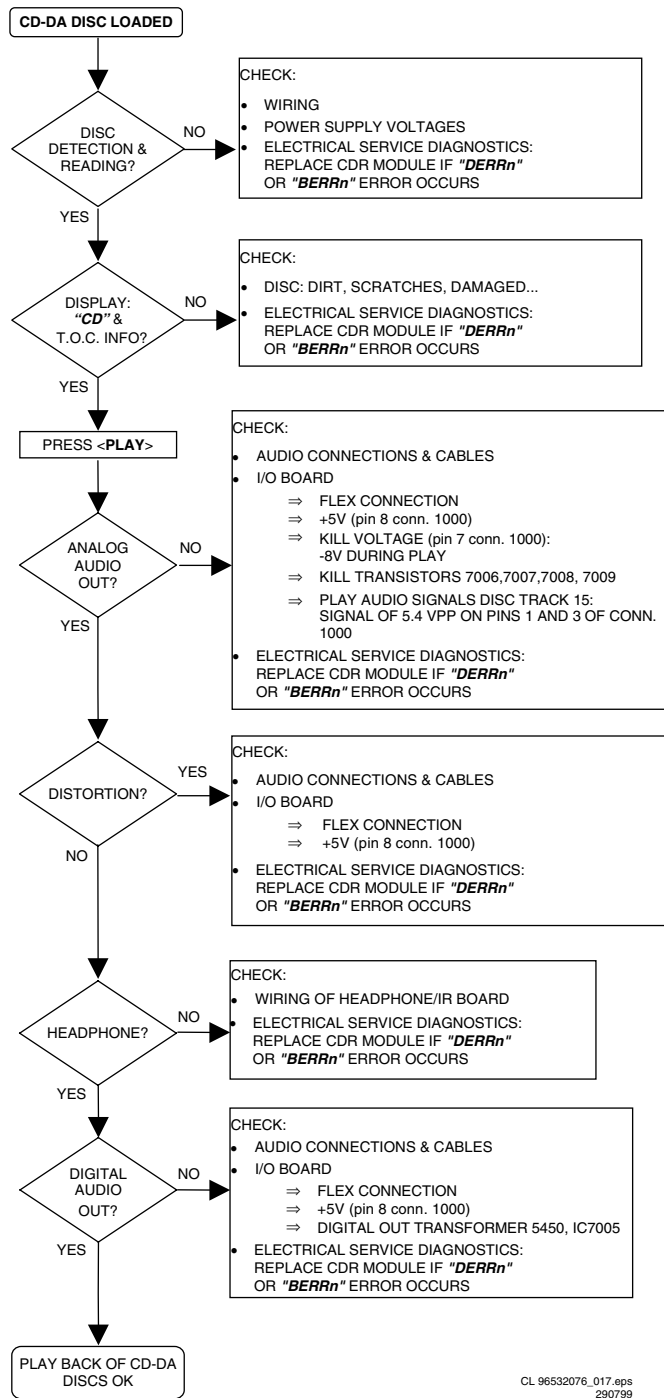 CD-DA DISC LOADED
DISC
DETECTION &
READING?
NO
YES
CHECK:
• WIRING
• POWER SUPPLY VOLTAGES
• ELECTRICAL SERVICE DIAGNOSTICS:
REPLACE CDR MODULE IF "DERRn"
OR "BERRn" ERROR OCCURS
DISPLAY:
“CD” &
T.O.C. INFO?
NO
YES
CHECK:
• DISC: DIRT, SCRATCHES, DAMAGED...
• ELECTRICAL SERVICE DIAGNOSTICS:
REPLACE CDR MODULE IF "DERRn"
OR "BERRn" ERROR OCCURS
PRESS <PLAY>
ANALOG
AUDIO
OUT?
NO
YES
CHECK:
• AUDIO CONNECTIONS & CABLES
• I/O BOARD
⇒ FLEX CONNECTION
⇒ +5V (pin 8 conn. 1000)
⇒ KILL VOLTAGE (pin 7 conn. 1000):
-8V DURING PLAY
⇒ KILL TRANSISTORS 7006,7007,7008, 7009
⇒ PLAY AUDIO SIGNALS DISC TRACK 15:
SIGNAL OF 5.4 VPP ON PINS 1 AND 3 OF CONN.
1000
• ELECTRICAL SERVICE DIAGNOSTICS:
REPLACE CDR MODULE IF "DERRn"
OR "BERRn" ERROR OCCURS
DISTORTION?
YES
NO
CHECK:
• AUDIO CONNECTIONS & CABLES
• I/O BOARD
⇒ FLEX CONNECTION
⇒ +5V (pin 8 conn. 1000)
• ELECTRICAL SERVICE DIAGNOSTICS:
REPLACE CDR MODULE IF "DERRn"
OR "BERRn" ERROR OCCURS
HEADPHONE?
NO
YES
CHECK:
• WIRING OF HEADPHONE/IR BOARD
• ELECTRICAL SERVICE DIAGNOSTICS:
REPLACE CDR MODULE IF "DERRn"
OR "BERRn" ERROR OCCURS
DIGITAL
AUDIO
OUT?
NO
YES
CHECK:
• AUDIO CONNECTIONS & CABLES
• I/O BOARD
⇒ FLEX CONNECTION
⇒ +5V (pin 8 conn. 1000)
⇒ DIGITAL OUT TRANSFORMER 5450, IC7005
• ELECTRICAL SERVICE DIAGNOSTICS:
REPLACE CDR MODULE IF "DERRn"
OR "BERRn" ERROR OCCURS
PLAY BACK OF CD-DA
DISCS OK
CL 96532076_017.eps
290799